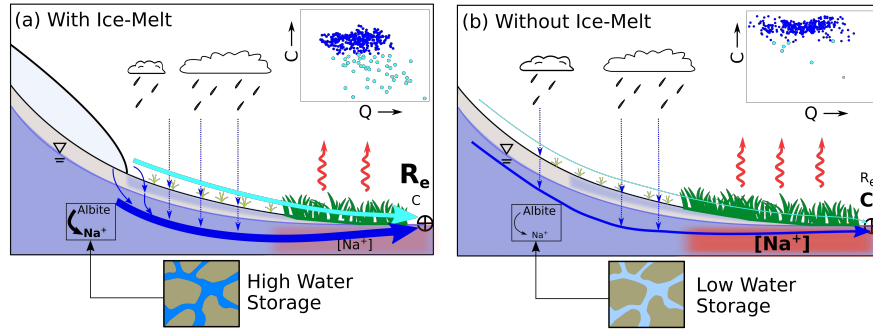 (a) With Ice-Melt
C
Q
Re
C
Albite
Na⁺
[Na⁺]
High Water
Storage
(b) Without Ice-Melt
C
Q
Re
C
Albite
Na⁺
[Na⁺]
Low Water
Storage